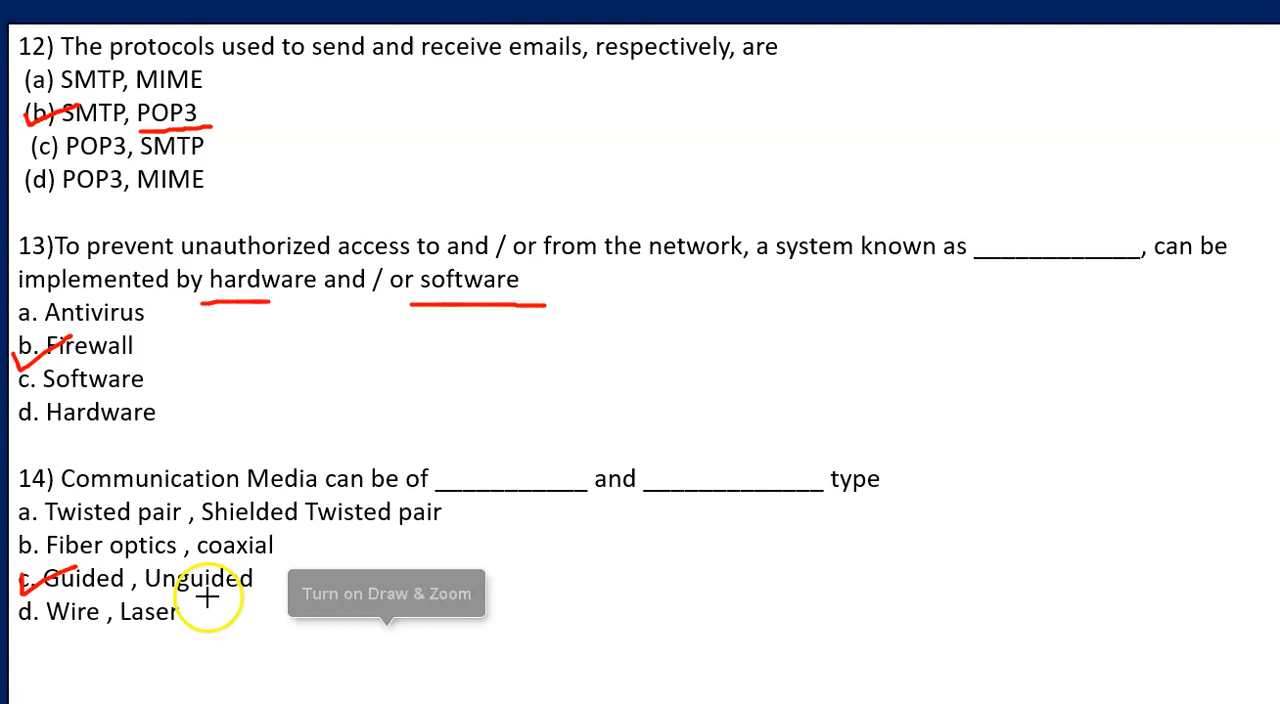 12) The protocols used to send and receive emails, respectively, are
(a) SMTP, MIME
(b) SMTP, POP3
(c) POP3, SMTP
(d) POP3, MIME
13)To prevent unauthorized access to and / or from the network, a system known as _____________, can be
implemented by hardware and / or software
a. Antivirus
b. Firewall
c. Software
d. Hardware
14) Communication Media can be of ___________ and _____________ type
a. Twisted pair , Shielded Twisted pair
b. Fiber optics , coaxial
c. Guided , Unguided
Turn on Draw & Zoom
d. Wire , Laser